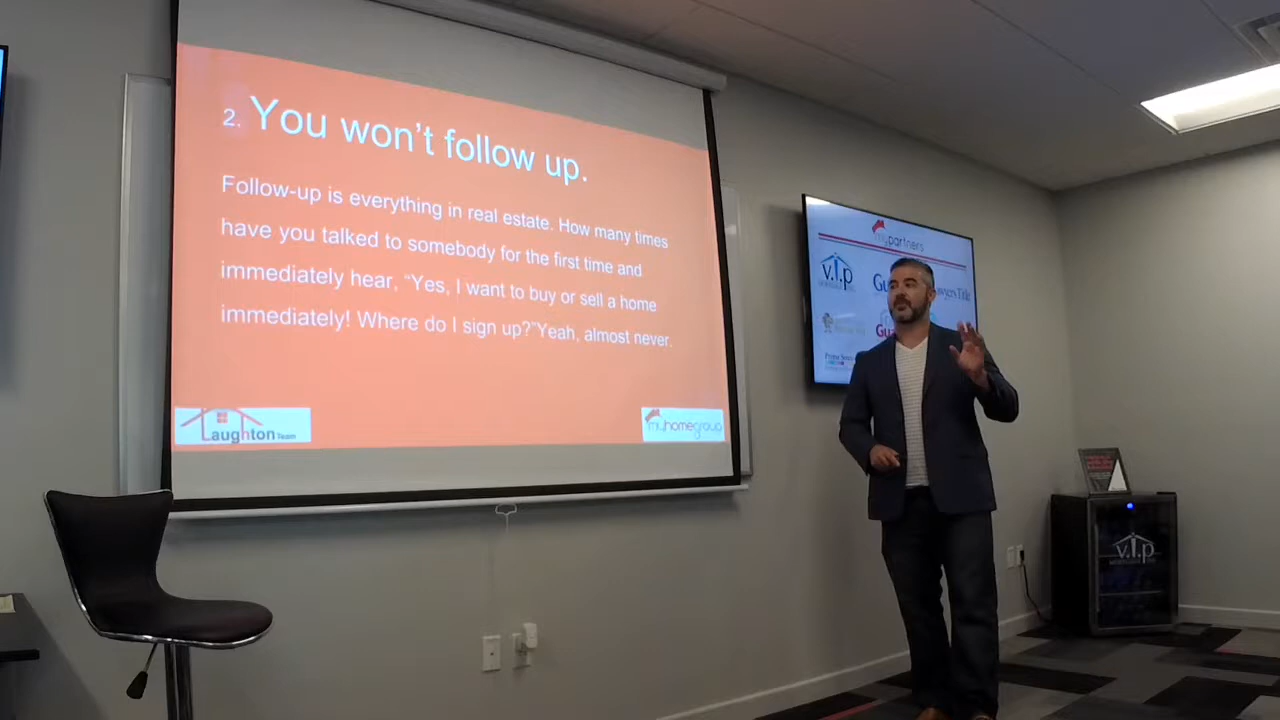 2. You won't follow up.
Follow-up is everything in real estate. How many times
have you talked to somebody for the first time and
immediately hear, “Yes, I want to buy or sell a home
immediately! Where do I sign up?”Yeah, almost never.
Laughton Team
myhomegroup
mypartners
v.i.p
v.i.p